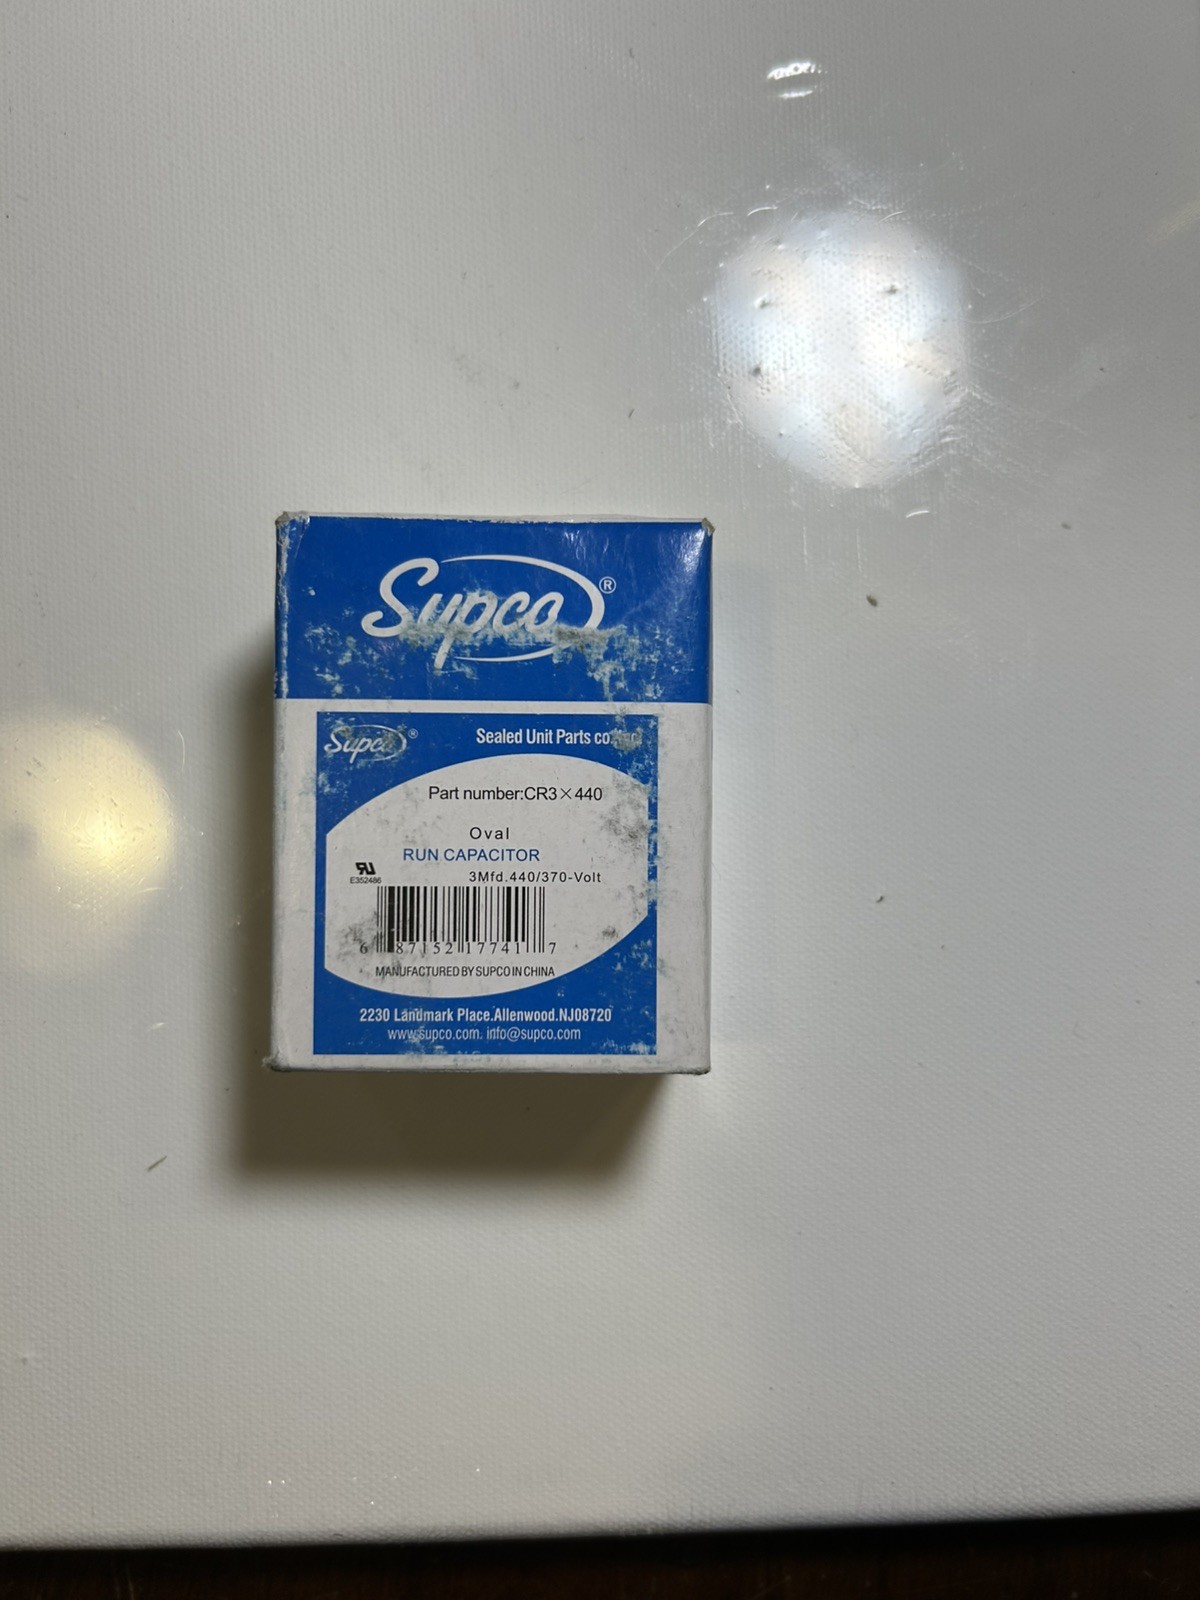 Supco®
Supco®
Sealed Unit Parts co.
Part number:CR3×440
Oval
RUN CAPACITOR
E352486
3Mfd.440/370-Volt
6 87152 17741 7
MANUFACTURED BY SUPCO IN CHINA
2230 Landmark Place.Allenwood.NJ08720
www.supco.com. info@supco.com